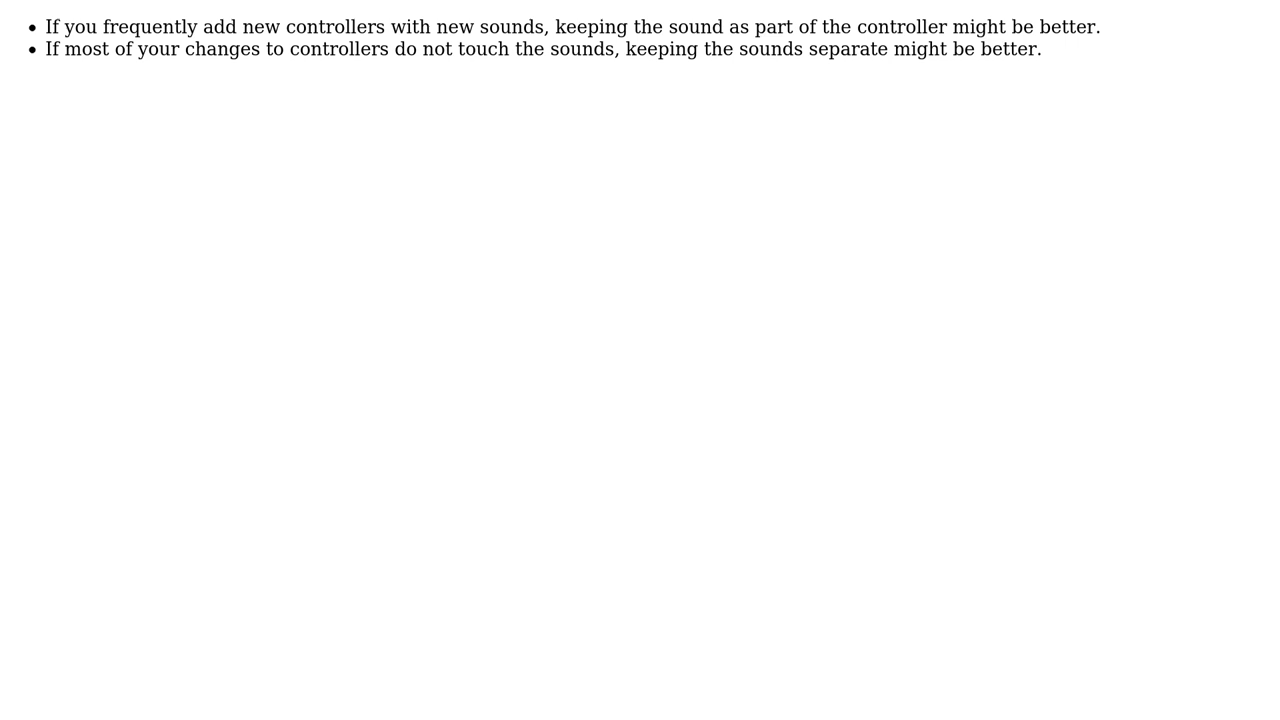 • If you frequently add new controllers with new sounds, keeping the sound as part of the controller might be better.
• If most of your changes to controllers do not touch the sounds, keeping the sounds separate might be better.